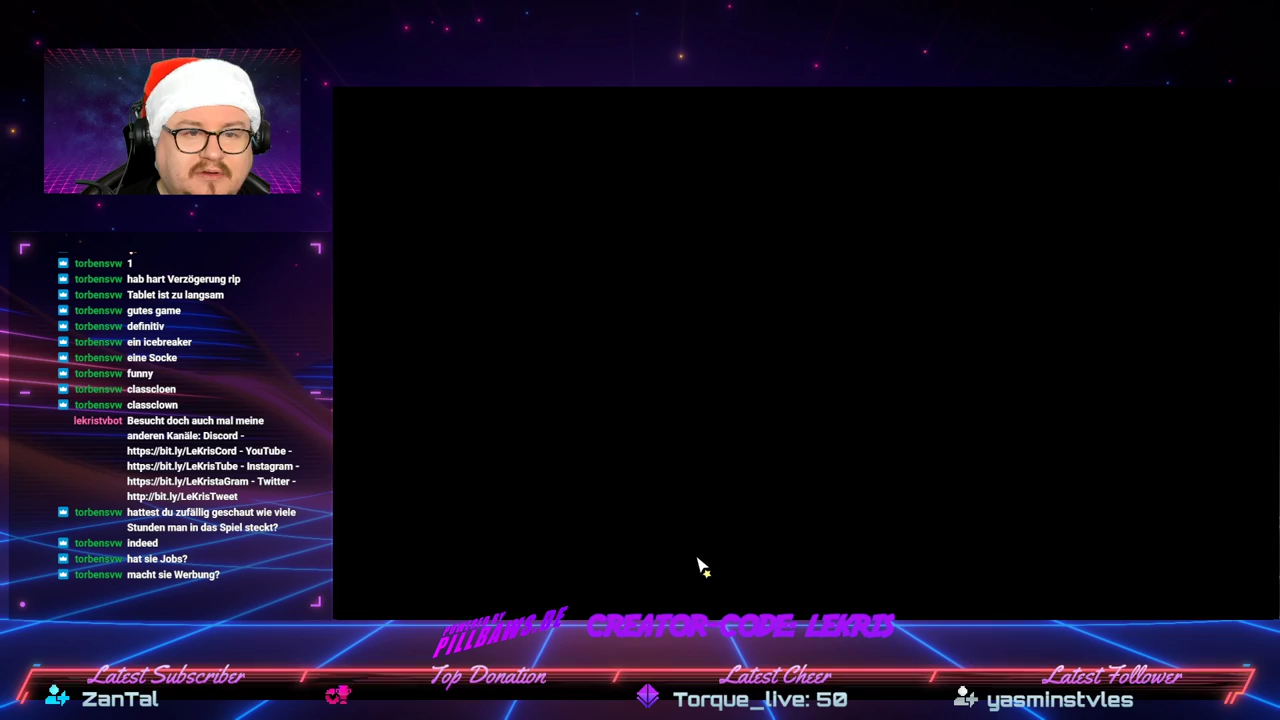 torbensvw 1
torbensvw hab hart Verzögerung rip
torbensvw Tablet ist zu langsam
torbensvw gutes game
torbensvw definitiv
torbensvw ein icebreaker
torbensvw eine Socke
torbensvw funny
torbensvw classcloen
torbensvw classclown
lekristvbot Besucht doch auch mal meine
anderen Kanäle: Discord -
https://bit.ly/LeKrisCord - YouTube -
https://bit.ly/LeKrisTube - Instagram -
https://bit.ly/LeKristaGram - Twitter -
http://bit.ly/LeKrisTweet
torbensvw hattest du zufällig geschaut wie viele
Stunden man in das Spiel steckt?
torbensvw indeed
torbensvw hat sie Jobs?
torbensvw macht sie Werbung?
POWERED BY
PILLBAWS.DE
CREATOR CODE: LEKRIS
Latest Subscriber
ZanTal
Top Donation
Latest Cheer
Torque_live: 50
Latest Follower
yasminstvles